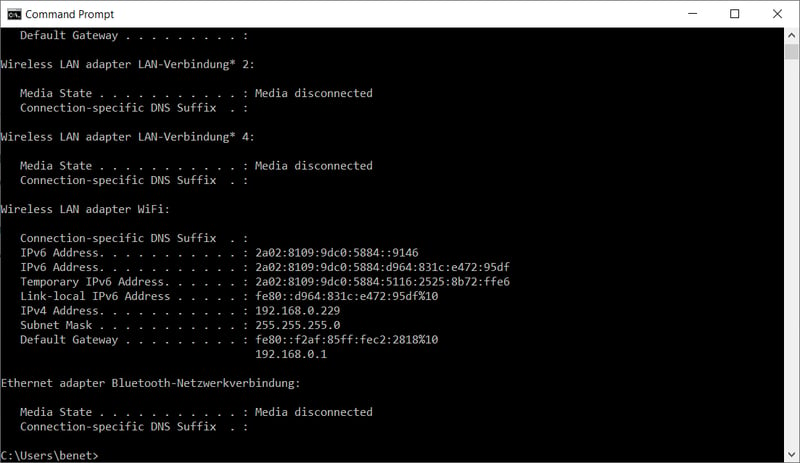 Command Prompt
Default Gateway . . . . . . . . . :
Wireless LAN adapter LAN-Verbindung* 2:
Media State . . . . . . . . . . . : Media disconnected
Connection-specific DNS Suffix  . :
Wireless LAN adapter LAN-Verbindung* 4:
Media State . . . . . . . . . . . : Media disconnected
Connection-specific DNS Suffix  . :
Wireless LAN adapter WiFi:
Connection-specific DNS Suffix  . :
IPv6 Address. . . . . . . . . . . : 2a02:8109:9dc0:5884::9146
IPv6 Address. . . . . . . . . . . : 2a02:8109:9dc0:5884:d964:831c:e472:95df
Temporary IPv6 Address. . . . . . : 2a02:8109:9dc0:5884:5116:2525:8b72:ffe6
Link-local IPv6 Address . . . . . : fe80::d964:831c:e472:95df%10
IPv4 Address. . . . . . . . . . . : 192.168.0.229
Subnet Mask . . . . . . . . . . . : 255.255.255.0
Default Gateway . . . . . . . . . : fe80::f2af:85ff:fec2:2818%10
192.168.0.1
Ethernet adapter Bluetooth-Netzwerkverbindung:
Media State . . . . . . . . . . . : Media disconnected
Connection-specific DNS Suffix  . :
C:\Users\benet>